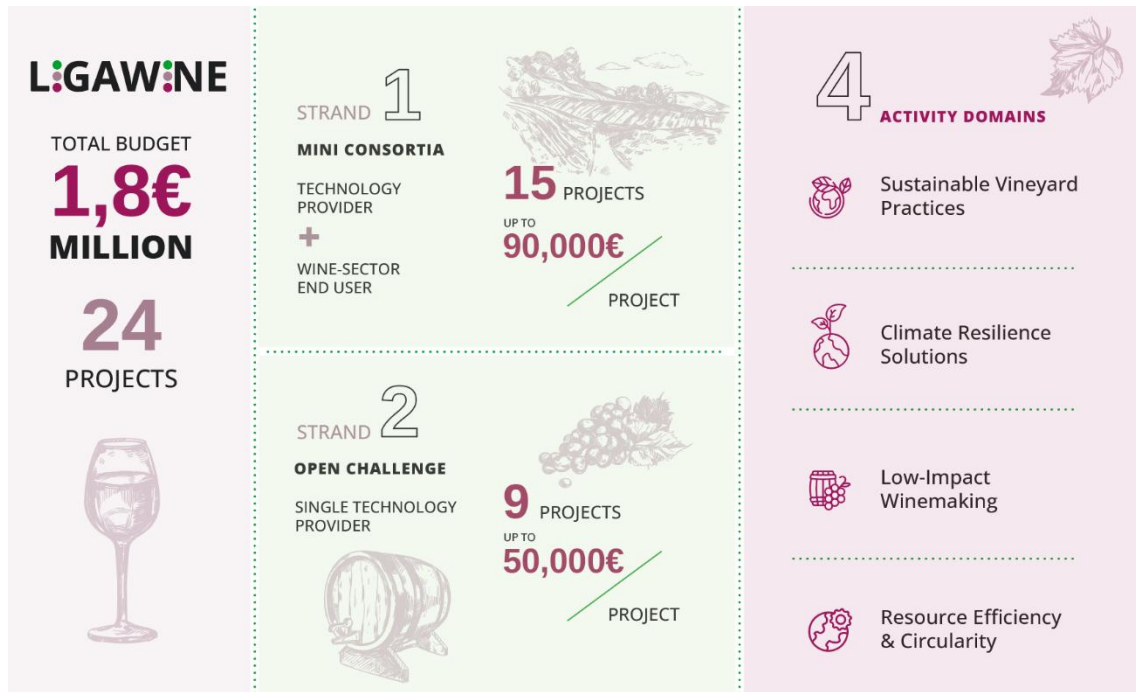 LIGAWINE
TOTAL BUDGET
1,8€
MILLION
24
PROJECTS
STRAND 1
MINI CONSORTIA
TECHNOLOGY
PROVIDER
+
WINE-SECTOR
END USER
15 PROJECTS
UP TO
90,000€
PROJECT
STRAND 2
OPEN CHALLENGE
SINGLE TECHNOLOGY
PROVIDER
9 PROJECTS
UP TO
50,000€
PROJECT
4 ACTIVITY DOMAINS
Sustainable Vineyard
Practices
Climate Resilience
Solutions
Low-Impact
Winemaking
Resource Efficiency
& Circularity